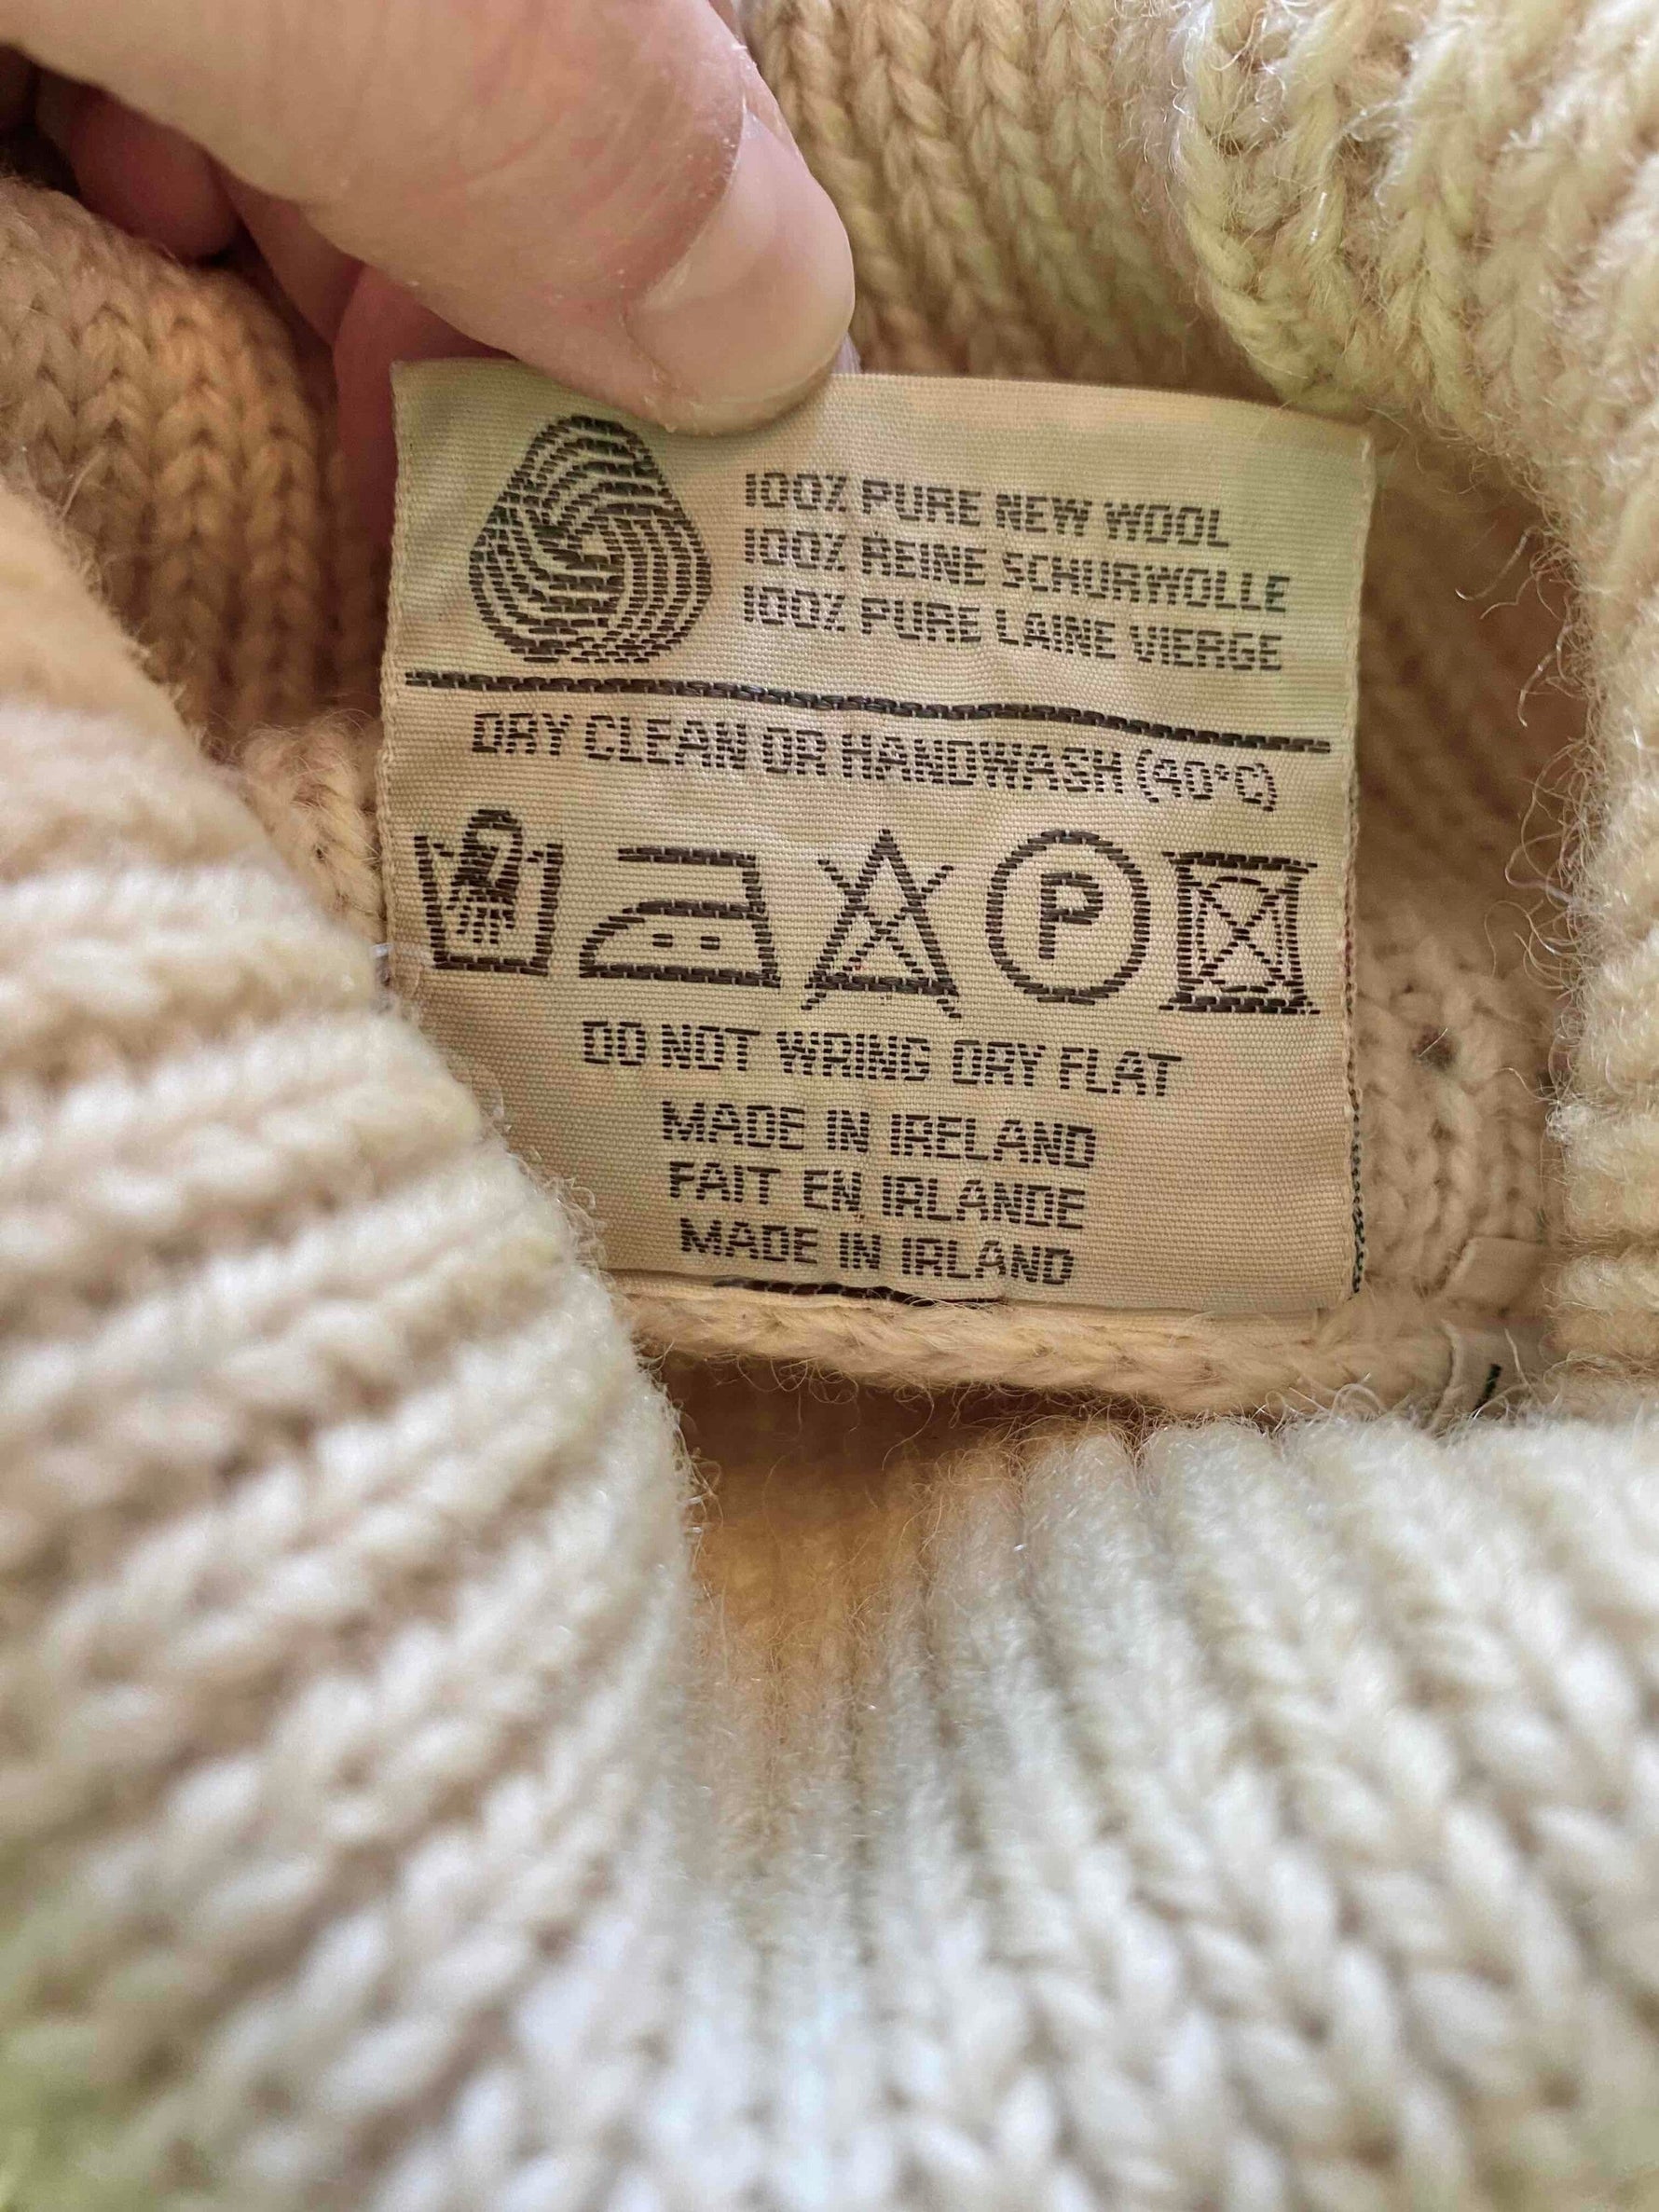 100% PURE NEW WOOL
100% REINE SCHURWOLLE
100% PURE LAINE VIERGE
DRY CLEAN OR HANDWASH (40°C)
P
DO NOT WRING DRY FLAT
MADE IN IRELAND
FAIT EN IRLANDE
MADE IN IRLAND